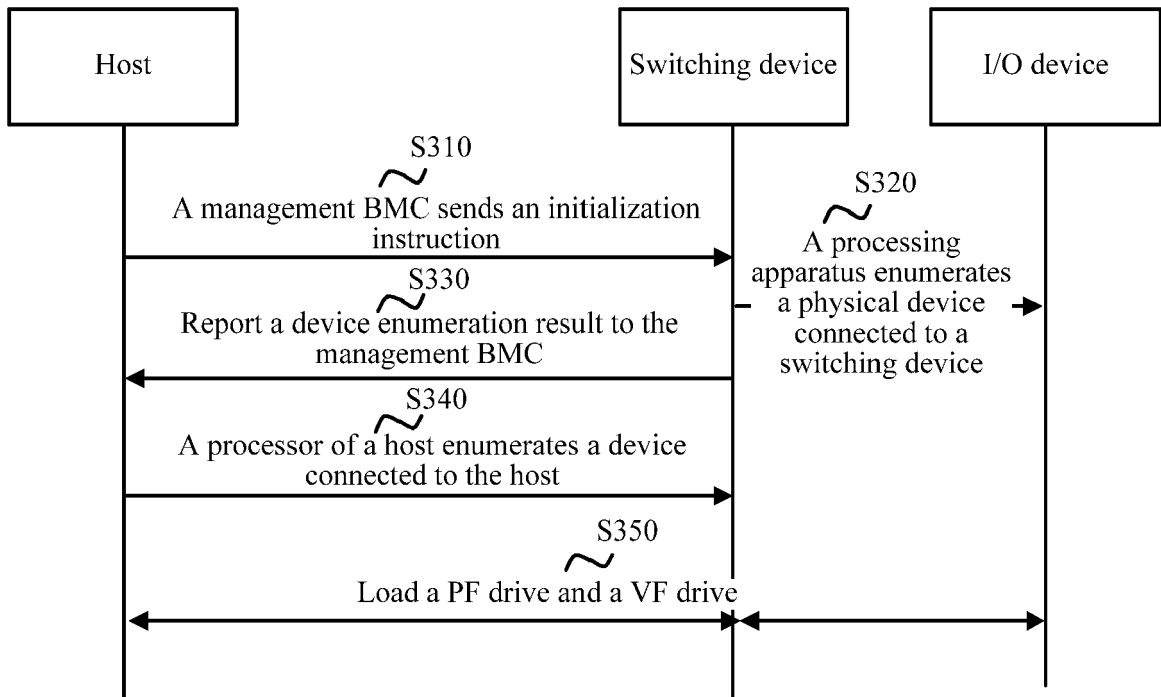 Host
Switching device
I/O device
S310
A management BMC sends an initialization
instruction
S320
A processing
apparatus enumerates
a physical device
connected to a
switching device
S330
Report a device enumeration result to the
management BMC
S340
A processor of a host enumerates a device
connected to the host
S350
Load a PF drive and a VF drive